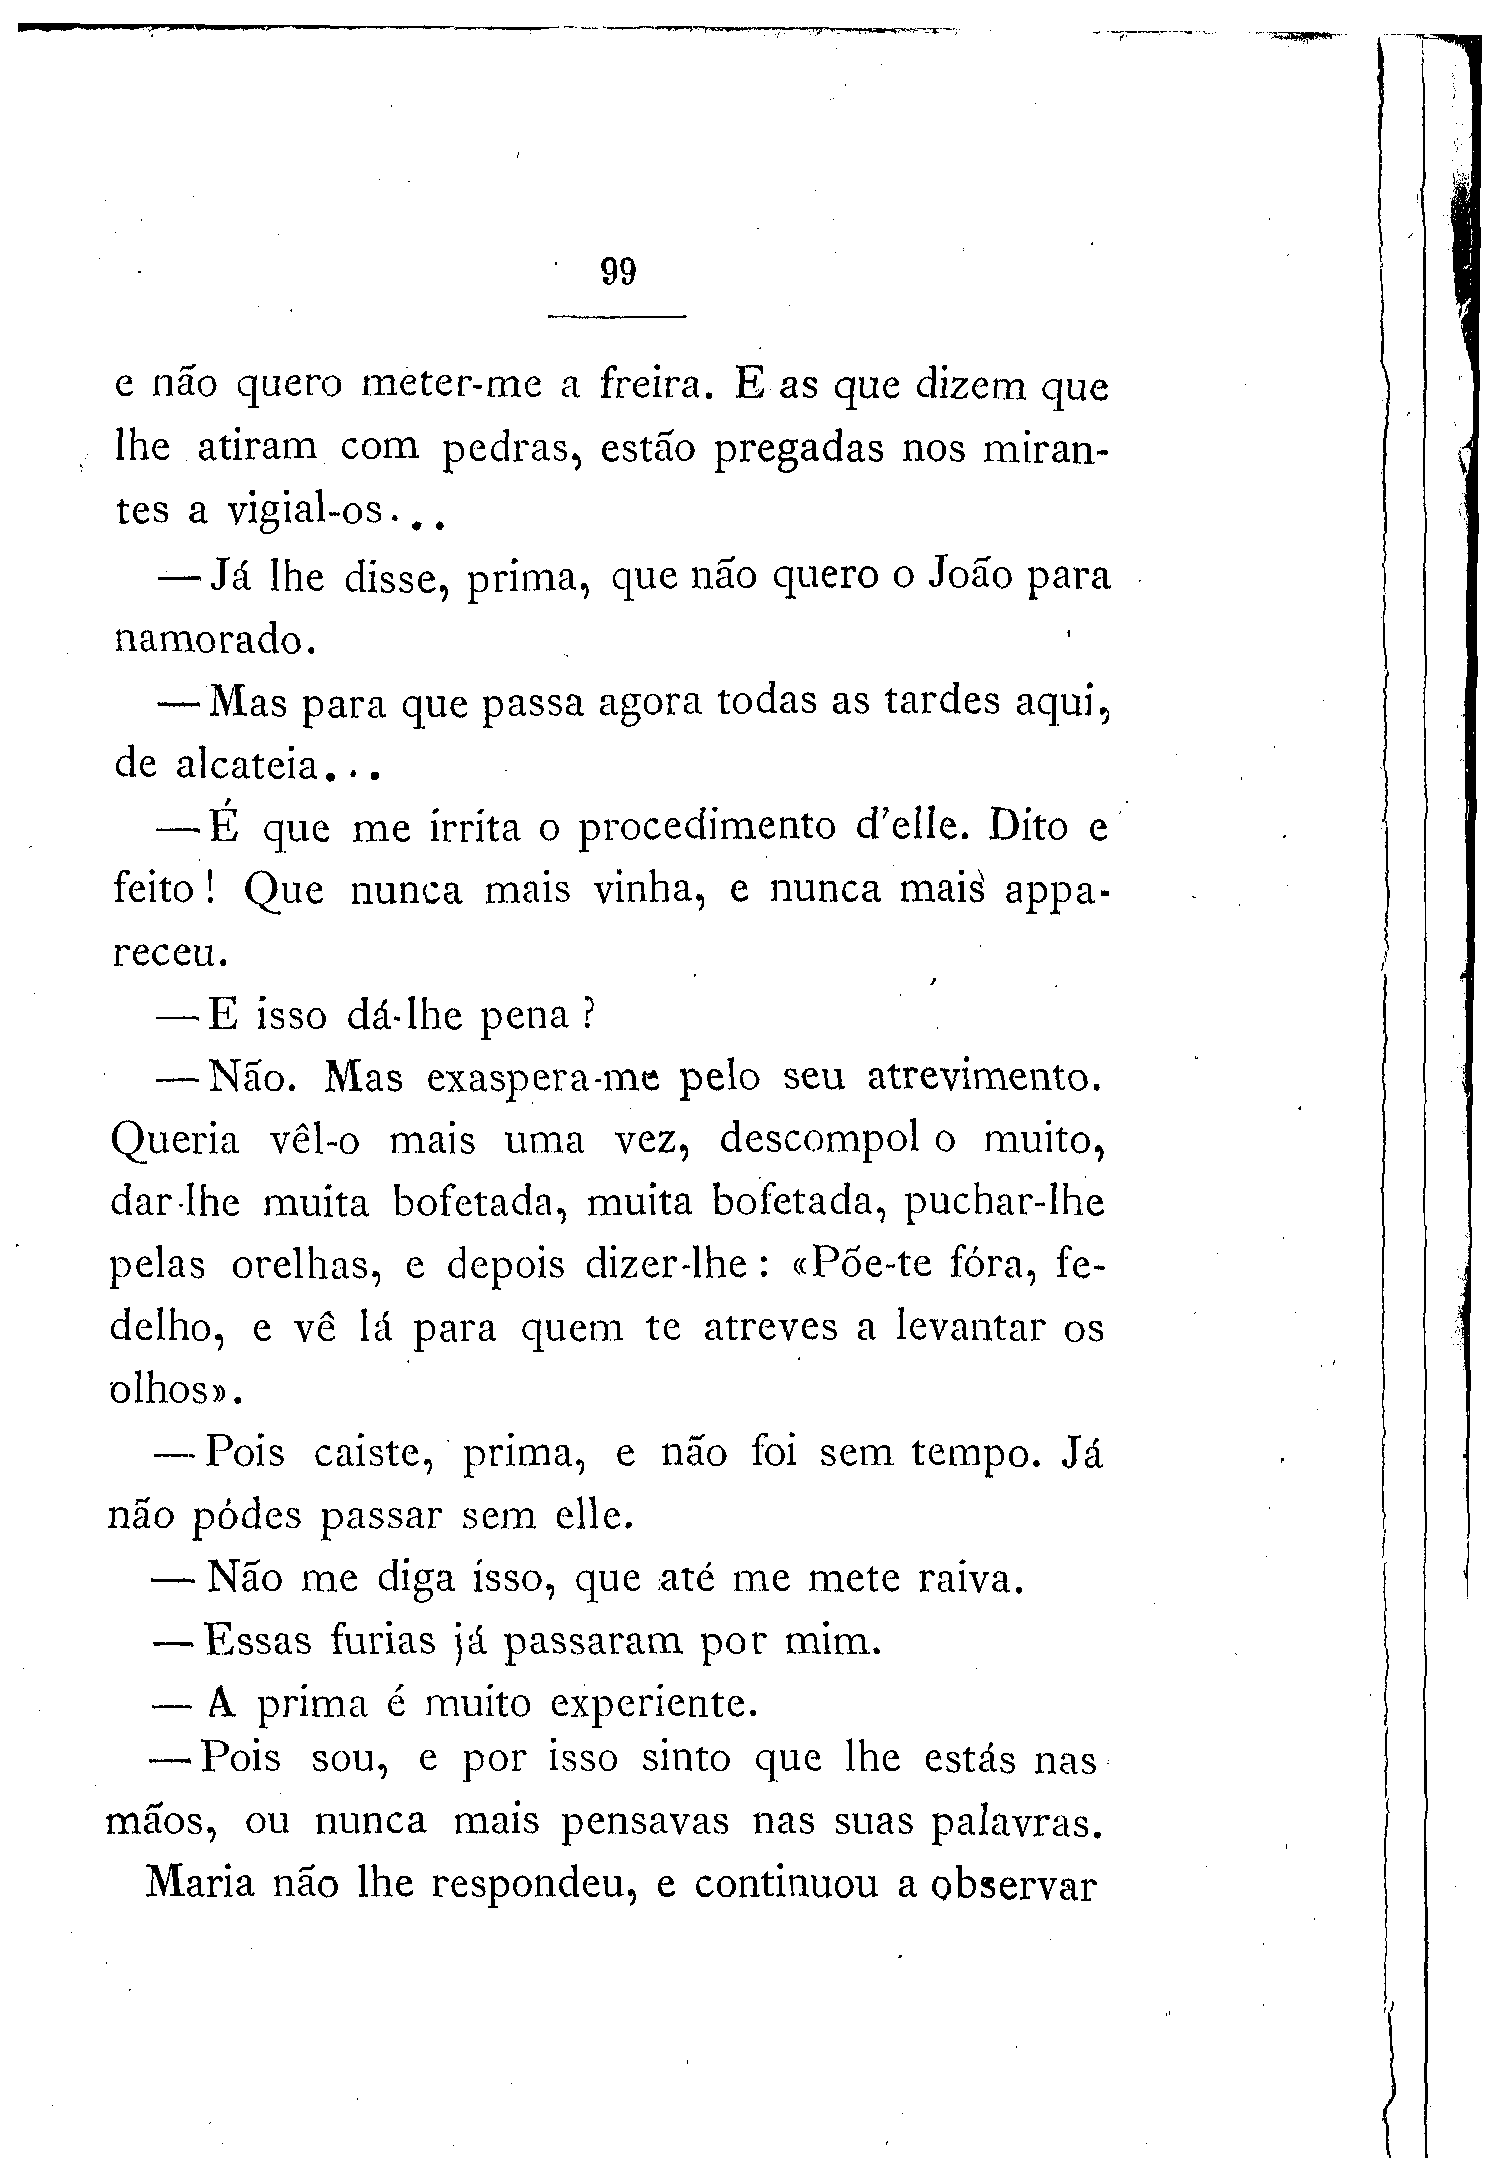 99
e não quero meter-me a freira. E as que dizem que
lhe atiram com pedras, estão pregadas nos miran-
tes a vigial-os...
—Já lhe disse, prima, que não quero o João para
namorado.
—Mas para que passa agora todas as tardes aqui,
de alcateia...
—É que me irrita o procedimento d'elle. Dito e
feito! Que nunca mais vinha, e nunca mais appa-
receu.
—E isso dá-lhe pena?
—Não. Mas exaspera-me pelo seu atrevimento.
Queria vêl-o mais uma vez, descompol o muito,
dar-lhe muita bofetada, muita bofetada, puchar-lhe
pelas orelhas, e depois dizer-lhe: «Põe-te fóra, fe-
delho, e vê lá para quem te atreves a levantar os
olhos».
—Pois caiste, prima, e não foi sem tempo. Já
não pódes passar sem elle.
—Não me diga isso, que até me mete raiva.
—Essas furias já passaram por mim.
— A prima é muito experiente.
—Pois sou, e por isso sinto que lhe estás nas
mãos, ou nunca mais pensavas nas suas palavras.
Maria não lhe respondeu, e continuou a observar